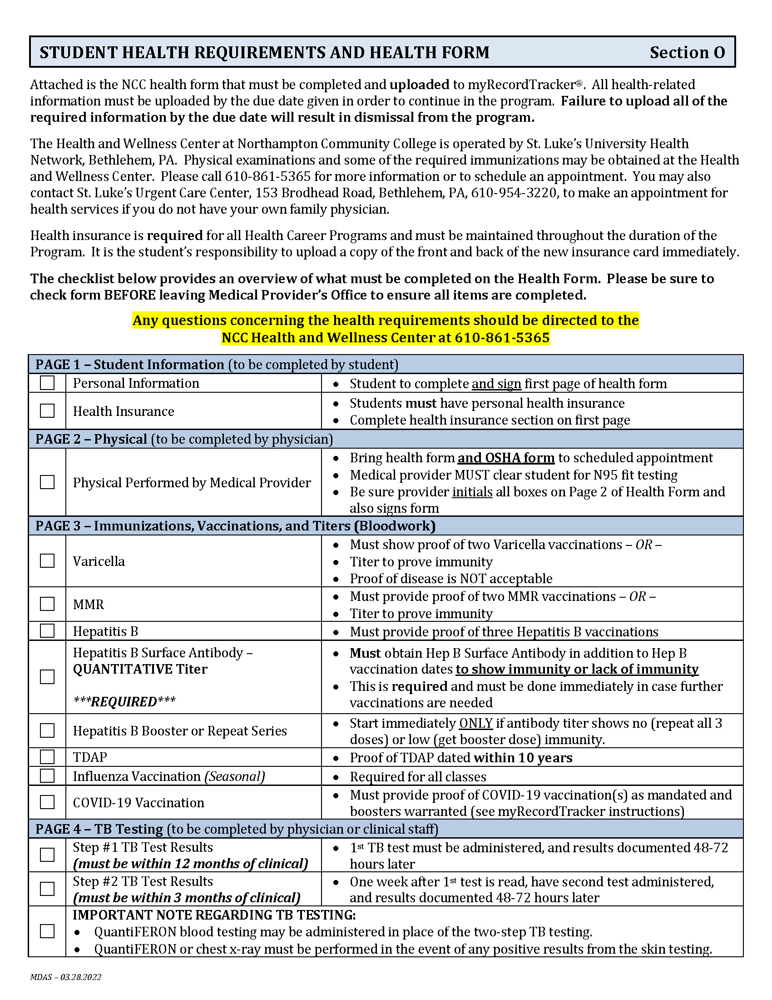 STUDENT HEALTH REQUIREMENTS AND HEALTH FORM Section O
Attached is the NCC health form that must be completed and uploaded to myRecordTracker®. All health-related
information must be uploaded by the due date given in order to continue in the program. Failure to upload all of the
required information by the due date will result in dismissal from the program.
The Health and Wellness Center at Northampton Community College is operated by St. Luke’s University Health
Network, Bethlehem, PA. Physical examinations and some of the required immunizations may be obtained at the Health
and Wellness Center. Please call 610-861-5365 for more information or to schedule an appointment. You may also
contact St. Luke’s Urgent Care Center, 153 Brodhead Road, Bethlehem, PA, 610-954-3220, to make an appointment for
health services if you do not have your own family physician.
Health insurance is required for all Health Career Programs and must be maintained throughout the duration of the
Program. It is the student’s responsibility to upload a copy of the front and back of the new insurance card immediately.
The checklist below provides an overview of what must be completed on the Health Form. Please be sure to
check form BEFORE leaving Medical Provider’s Office to ensure all items are completed.
Any questions concerning the health requirements should be directed to the
NCC Health and Wellness Center at 610-861-5365
PAGE 1 – Student Information (to be completed by student)
Personal Information
• Student to complete and sign first page of health form
Health Insurance
• Students must have personal health insurance
• Complete health insurance section on first page
PAGE 2 – Physical (to be completed by physician)
Physical Performed by Medical Provider
• Bring health form and OSHA form to scheduled appointment
• Medical provider MUST clear student for N95 fit testing
• Be sure provider initials all boxes on Page 2 of Health Form and
also signs form
PAGE 3 – Immunizations, Vaccinations, and Titers (Bloodwork)
Varicella
• Must show proof of two Varicella vaccinations – OR –
• Titer to prove immunity
• Proof of disease is NOT acceptable
MMR
• Must provide proof of two MMR vaccinations – OR –
• Titer to prove immunity
Hepatitis B
• Must provide proof of three Hepatitis B vaccinations
Hepatitis B Surface Antibody –
QUANTITATIVE Titer
***REQUIRED***
• Must obtain Hep B Surface Antibody in addition to Hep B
vaccination dates to show immunity or lack of immunity
• This is required and must be done immediately in case further
vaccinations are needed
Hepatitis B Booster or Repeat Series
• Start immediately ONLY if antibody titer shows no (repeat all 3
doses) or low (get booster dose) immunity.
TDAP
• Proof of TDAP dated within 10 years
Influenza Vaccination (Seasonal)
• Required for all classes
COVID-19 Vaccination
• Must provide proof of COVID-19 vaccination(s) as mandated and
boosters warranted (see myRecordTracker instructions)
PAGE 4 – TB Testing (to be completed by physician or clinical staff)
Step #1 TB Test Results
(must be within 12 months of clinical)
• 1st TB test must be administered, and results documented 48-72
hours later
Step #2 TB Test Results
(must be within 3 months of clinical)
• One week after 1st test is read, have second test administered,
and results documented 48-72 hours later
IMPORTANT NOTE REGARDING TB TESTING:
• QuantiFERON blood testing may be administered in place of the two-step TB testing.
• QuantiFERON or chest x-ray must be performed in the event of any positive results from the skin testing.
MDAS – 03.28.2022